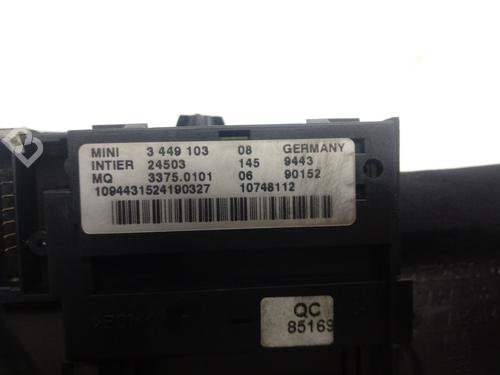 MINI 3 449 103 08 GERMANY
INTIER 24503 145 9443
MQ 3375.0101 06 90152
1094431524190327 10748112
QC
85169